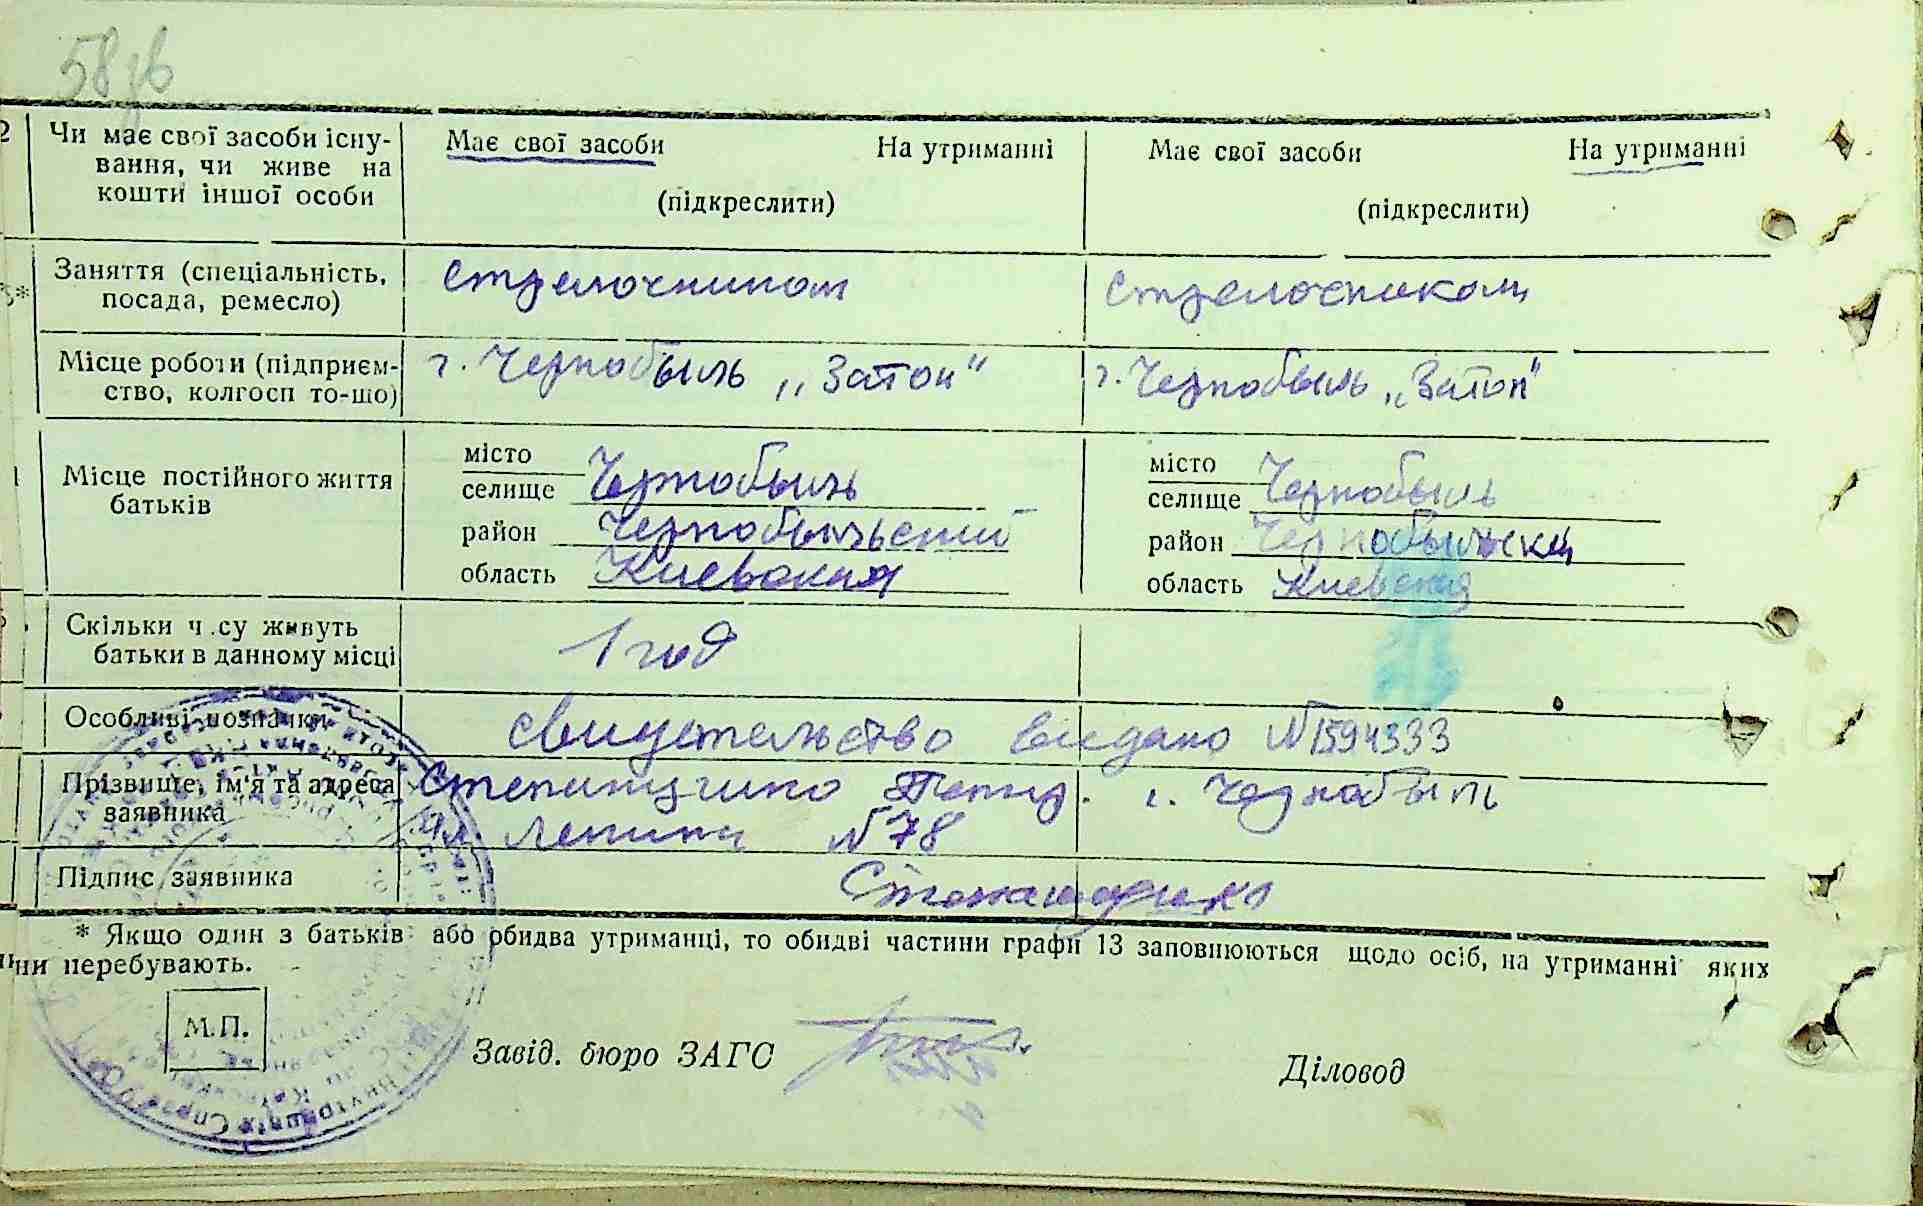 58зв
Чи має свої засоби існу-
вання, чи живе на
кошти іншої особи
Має свої засоби На утриманні
(підкреслити)
Має свої засоби На утриманні
(підкреслити)
Заняття (спеціальність,
посада, ремесло)
стрелочником
стрелочником
Місце роботи (підприєм-
ство, колгосп то-що)
г. Чернобыль „Затон"
г. Чернобыль „Затон"
Місце постійного життя
батьків
місто
селище Чернобыль
район Чернобыльский
область Киевская
місто
селище Чернобыль
район Чернобыльский
область Киевская
Скільки ч.су живуть
батьки в данному місці
1 год
Особливі позначки
свидетельство видано №1594333
Прізвище, ім'я та адреса
заявника
г. Чернобыль
Ул. Ленина №78
Підпис заявника
* Якщо один з батьків або обидва утриманці, то обидві частини графи 13 заповнюються щодо осіб, на утриманні яких
ни перебувають.
М.П.
Завід. бюро ЗАГС
Діловод